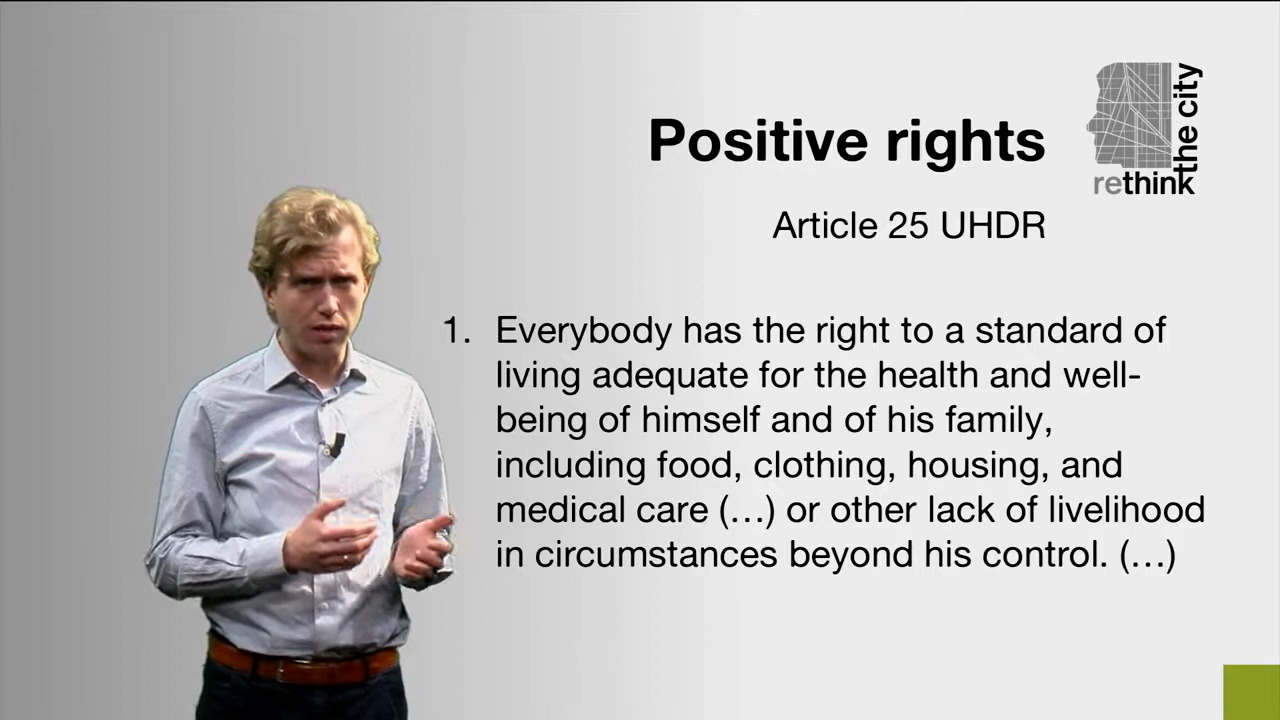 Positive rights
Article 25 UHDR
rethink
the city
1. Everybody has the right to a standard of
living adequate for the health and well-
being of himself and of his family,
including food, clothing, housing, and
medical care (…) or other lack of livelihood
in circumstances beyond his control. (…)